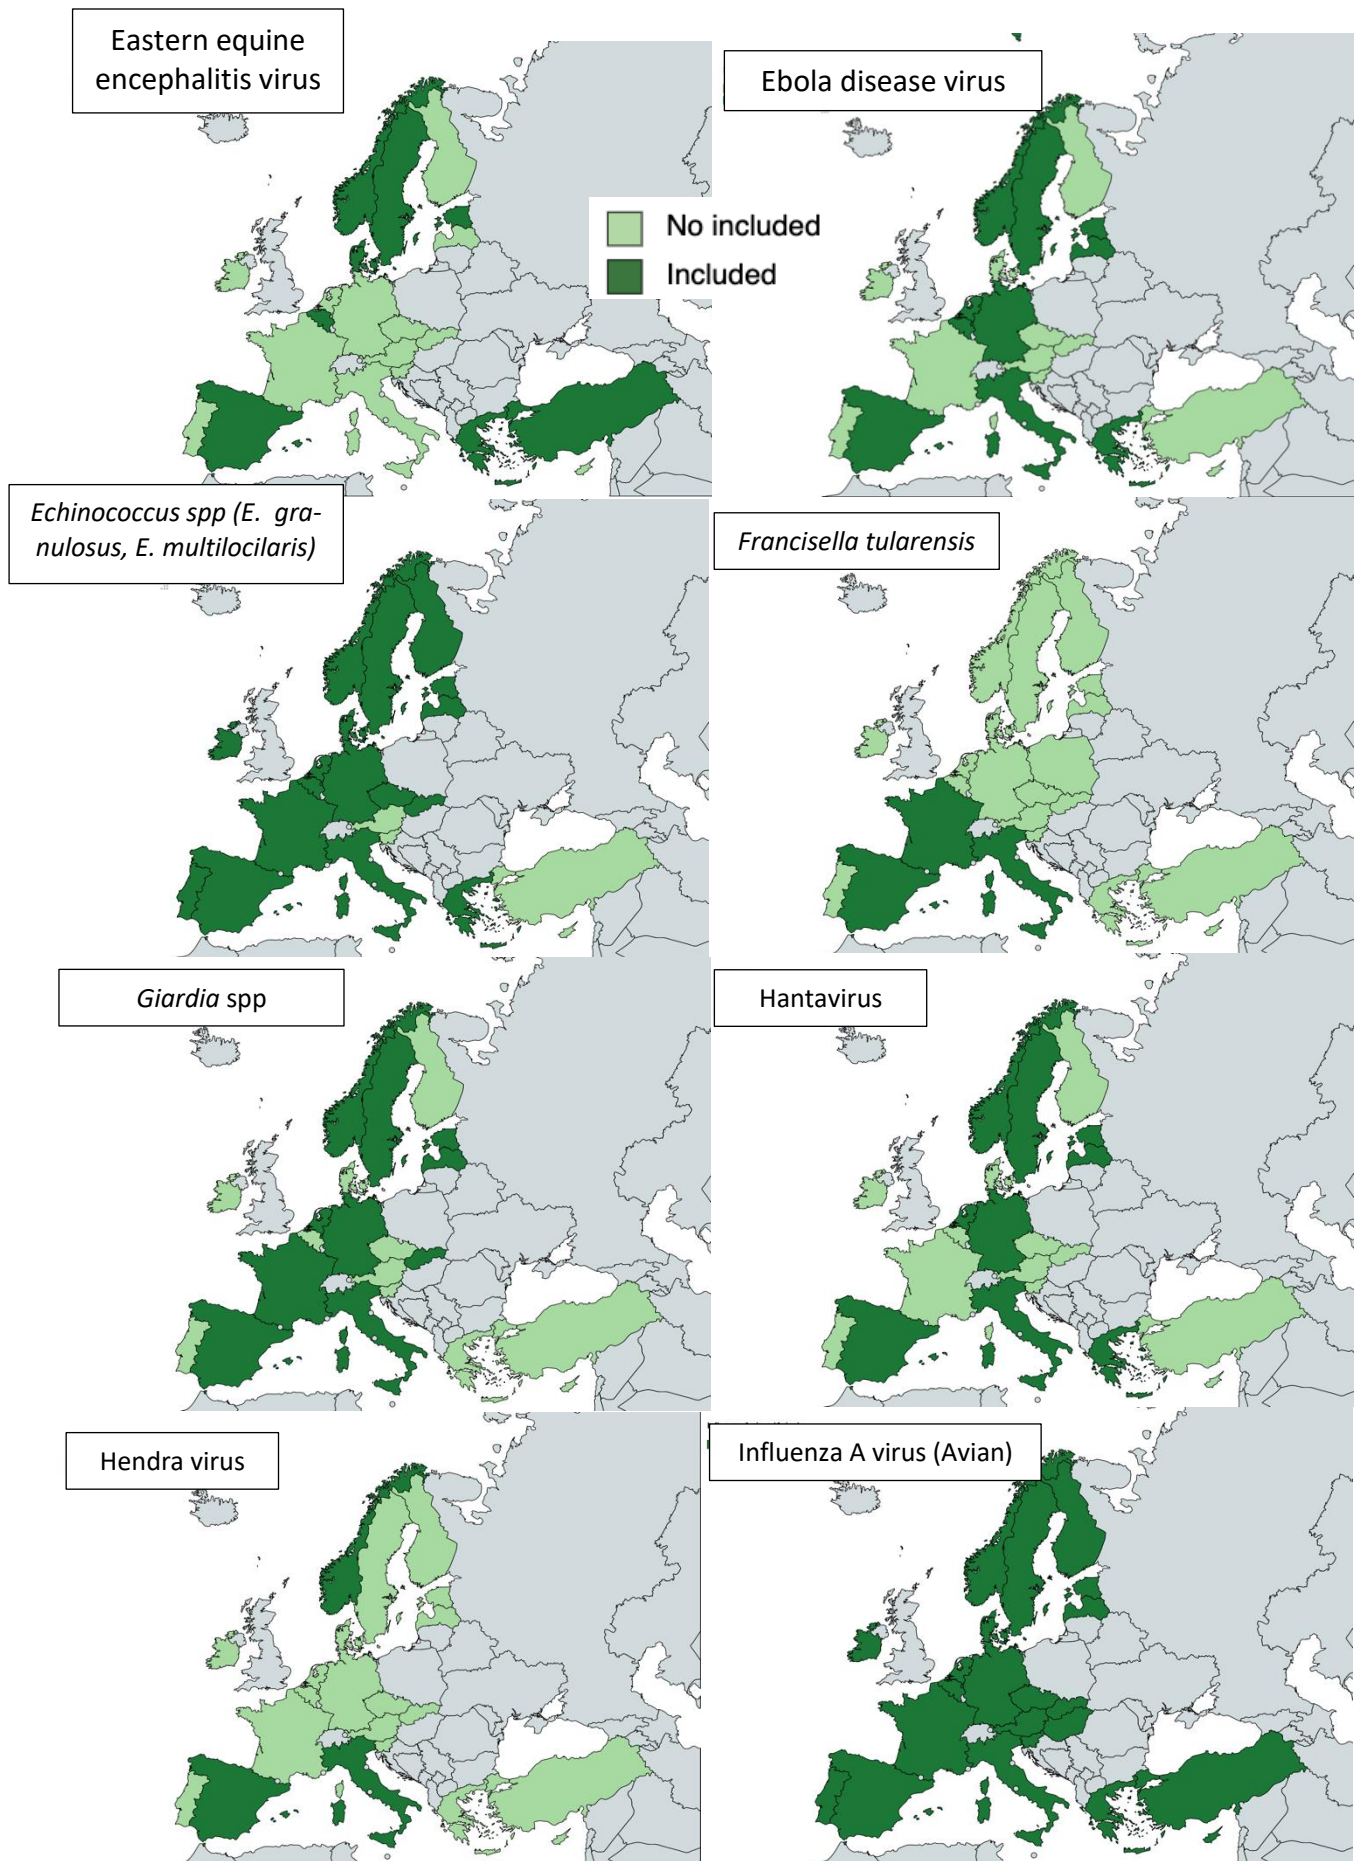 Eastern equine
encephalitis virus
Ebola disease virus
No included
Included
Echinococcus spp (E. gra-
nulosus, E. multilocilaris)
Francisella tularensis
Giardia spp
Hantavirus
Hendra virus
Influenza A virus (Avian)